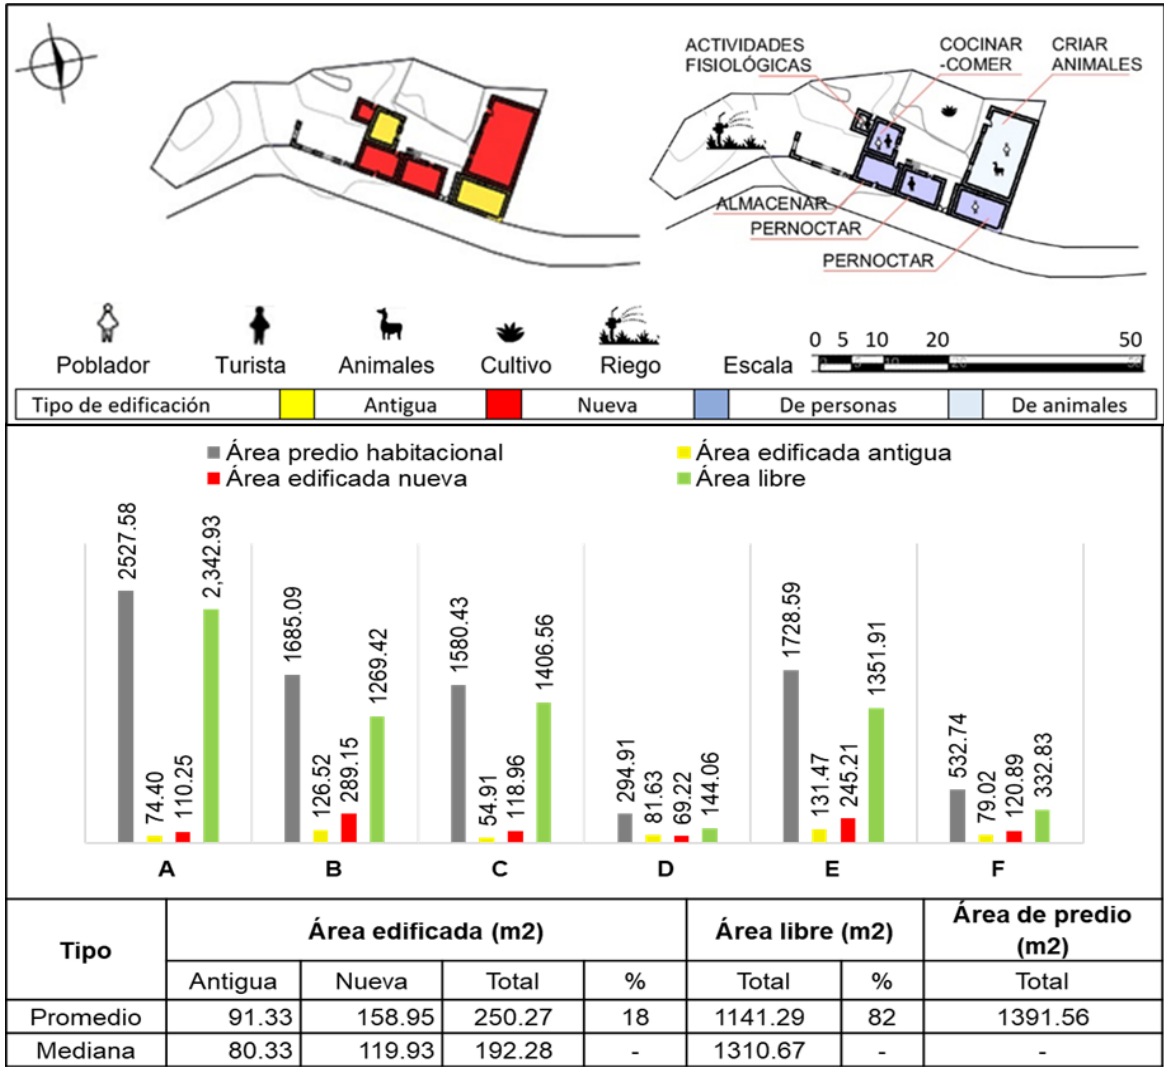 ACTIVIDADES
FISIOLÓGICAS
COCINAR
-COMER
CRIAR
ANIMALES
ALMACENAR
PERNOCTAR
PERNOCTAR
Poblador
Turista
Animales
Cultivo
Riego
Escala
0 5 10 20 50
Tipo de edificación Antigua Nueva De personas De animales
Área predio habitacional
Área edificada antigua
Área edificada nueva
Área libre
2527.58
74.40
110.25
2,342.93
1685.09
126.52
289.15
1269.42
1580.43
54.91
118.96
1406.56
294.91
81.63
69.22
144.06
1728.59
131.47
245.21
1351.91
532.74
79.02
120.89
332.83
A B C D E F
Tipo Área edificada (m2) Área libre (m2) Área de predio (m2)
Antigua Nueva Total % Total % Total
Promedio 91.33 158.95 250.27 18 1141.29 82 1391.56
Mediana 80.33 119.93 192.28 - 1310.67 - -